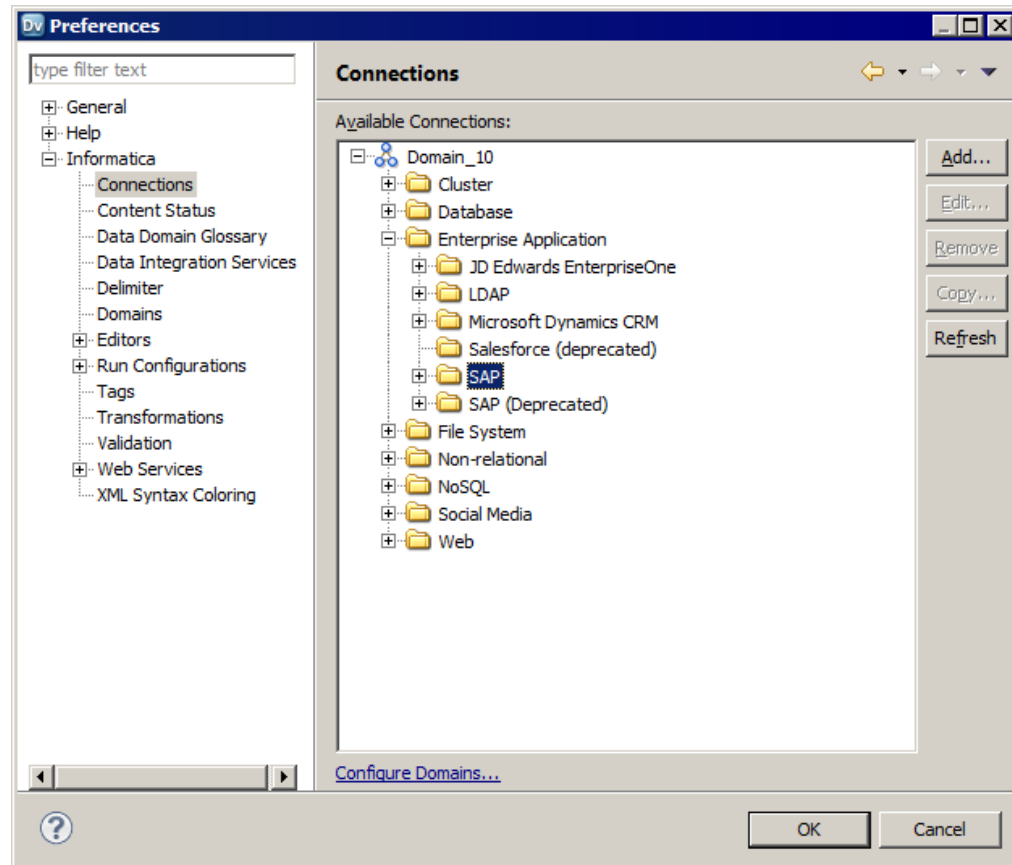 Dv Preferences
type filter text
General
Help
Informatica
Connections
Content Status
Data Domain Glossary
Data Integration Services
Delimiter
Domains
Editors
Run Configurations
Tags
Transformations
Validation
Web Services
XML Syntax Coloring
Connections
Available Connections:
Domain_10
Cluster
Database
Enterprise Application
JD Edwards EnterpriseOne
LDAP
Microsoft Dynamics CRM
Salesforce (deprecated)
SAP
SAP (Deprecated)
File System
Non-relational
NoSQL
Social Media
Web
Add...
Edit...
Remove
Copy...
Refresh
Configure Domains...
?
OK
Cancel